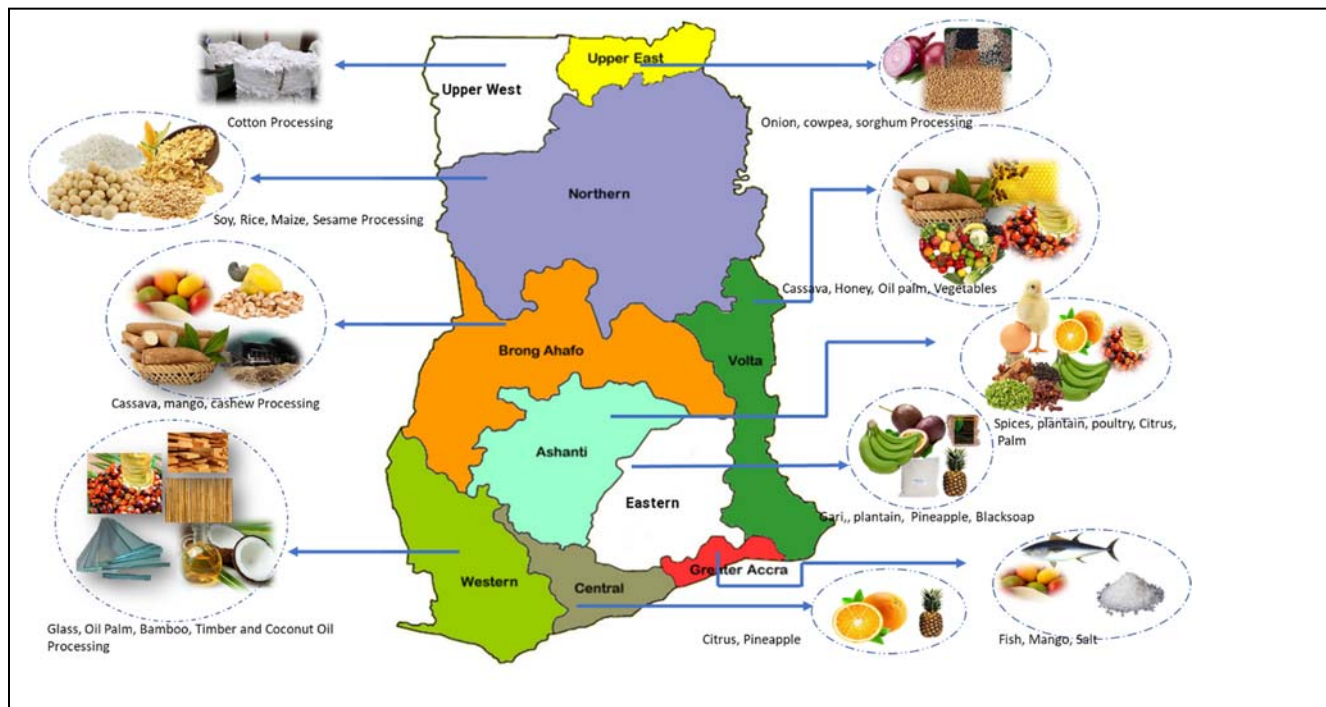 Upper East
Upper West
Cotton Processing
Onion, cowpea, sorghum Processing
Northern
Soy, Rice, Maize, Sesame Processing
Cassava, Honey, Oil palm, Vegetables
Brong Ahafo
Volta
Cassava, mango, cashew Processing
Spices, plantain, poultry, Citrus,
Palm
Ashanti
Eastern
Gari,, plantain, Pineapple, Blacksoap
Greater Accra
Western
Central
Glass, Oil Palm, Bamboo, Timber and Coconut Oil
Processing
Citrus, Pineapple
Fish, Mango, Salt